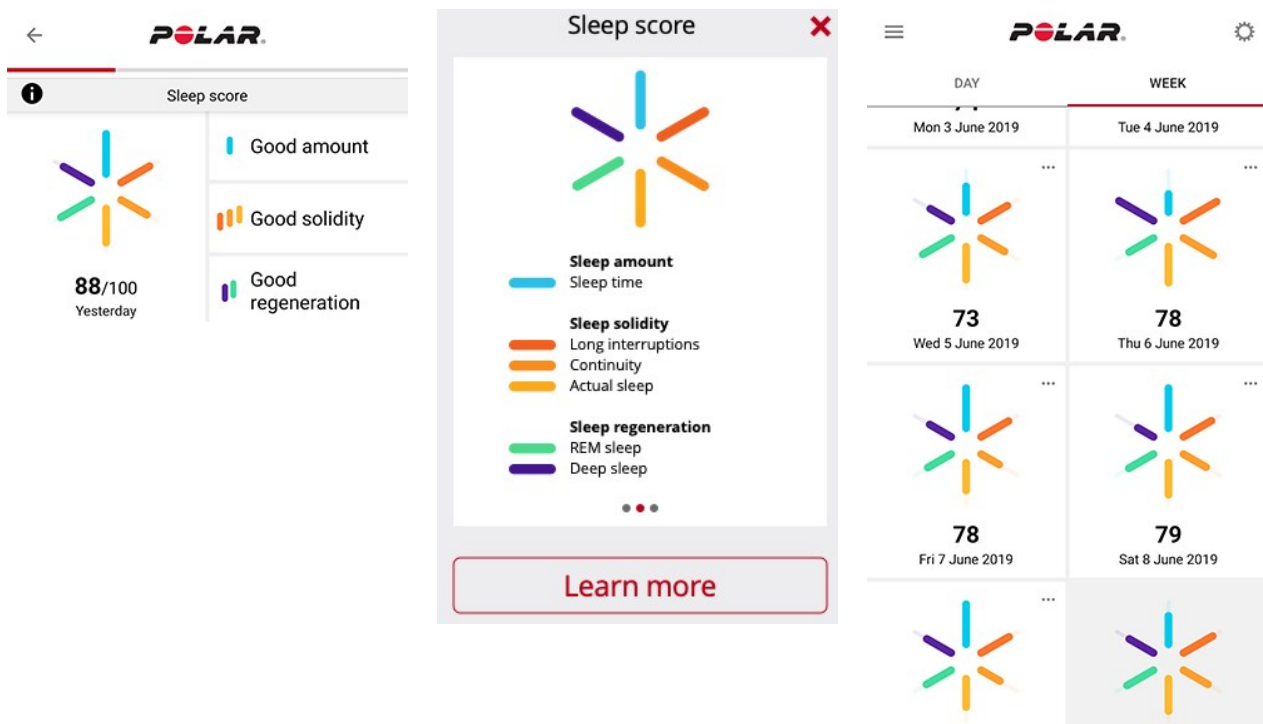 POLAR.
Sleep score
Good amount
Good solidity
Good
regeneration
88/100
Yesterday
Sleep score
Sleep amount
Sleep time
Sleep solidity
Long interruptions
Continuity
Actual sleep
Sleep regeneration
REM sleep
Deep sleep
Learn more
POLAR.
DAY
WEEK
Mon 3 June 2019
Tue 4 June 2019
73
Wed 5 June 2019
78
Thu 6 June 2019
78
Fri 7 June 2019
79
Sat 8 June 2019